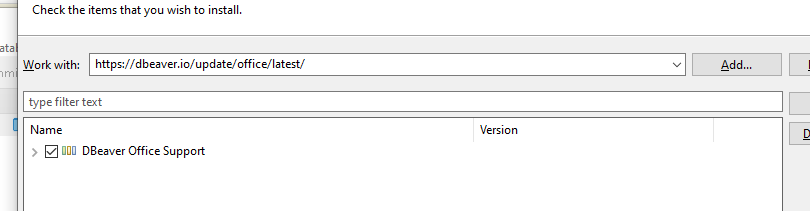 Check the items that you wish to install.
Work with: https://dbeaver.io/update/office/latest/ Add...
type filter text
Name Version
DBeaver Office Support